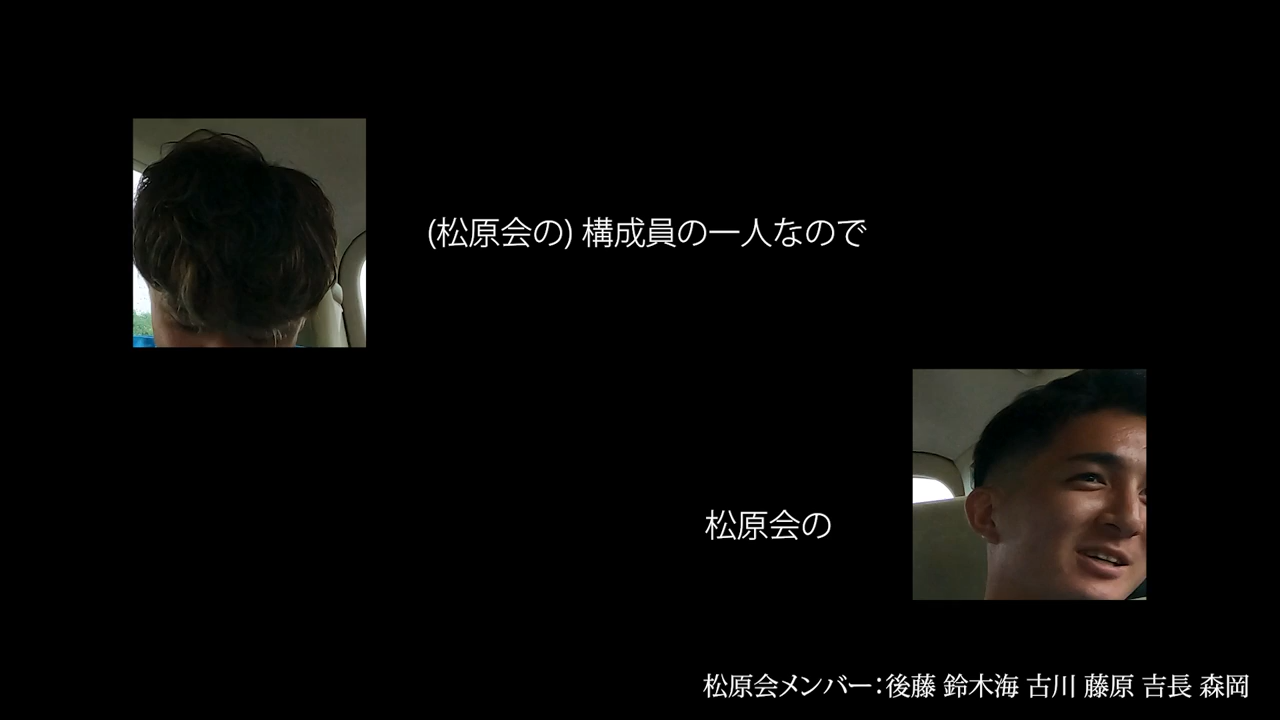 (松原会の) 構成員の一人なので
松原会の
松原会メンバー：後藤 鈴木海 古川 藤原 吉長 森岡